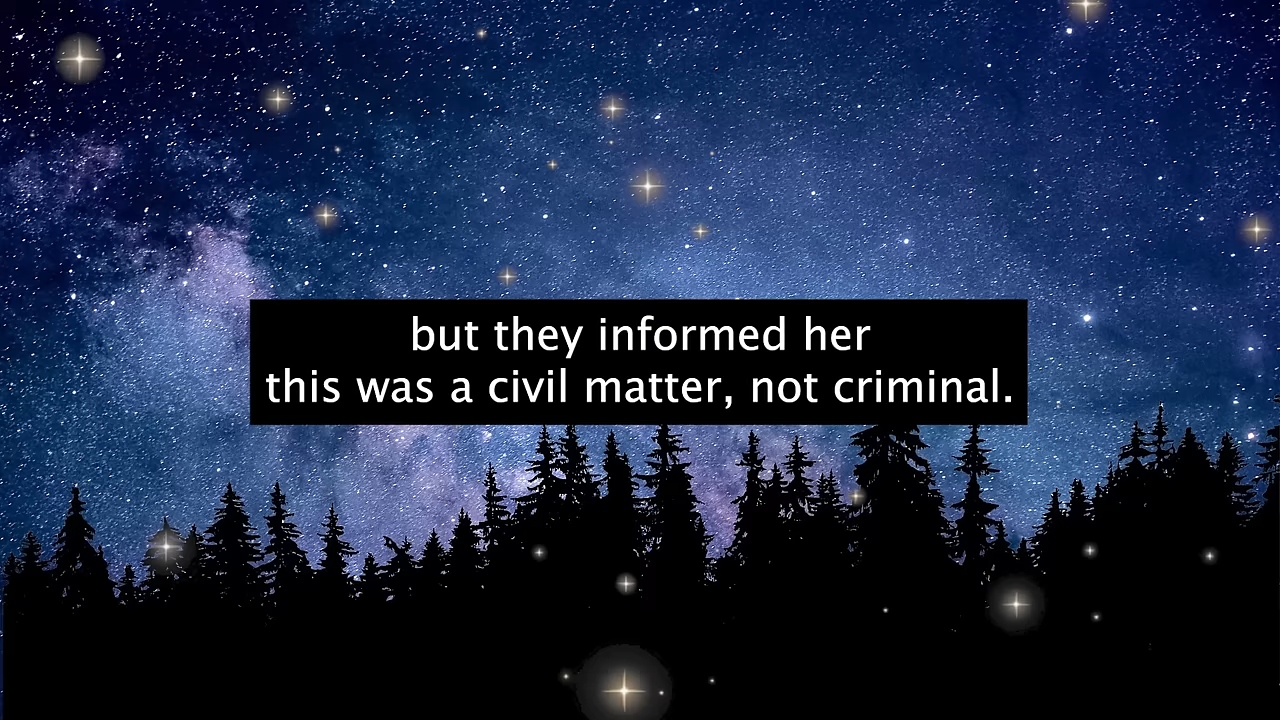 but they informed her
this was a civil matter, not criminal.